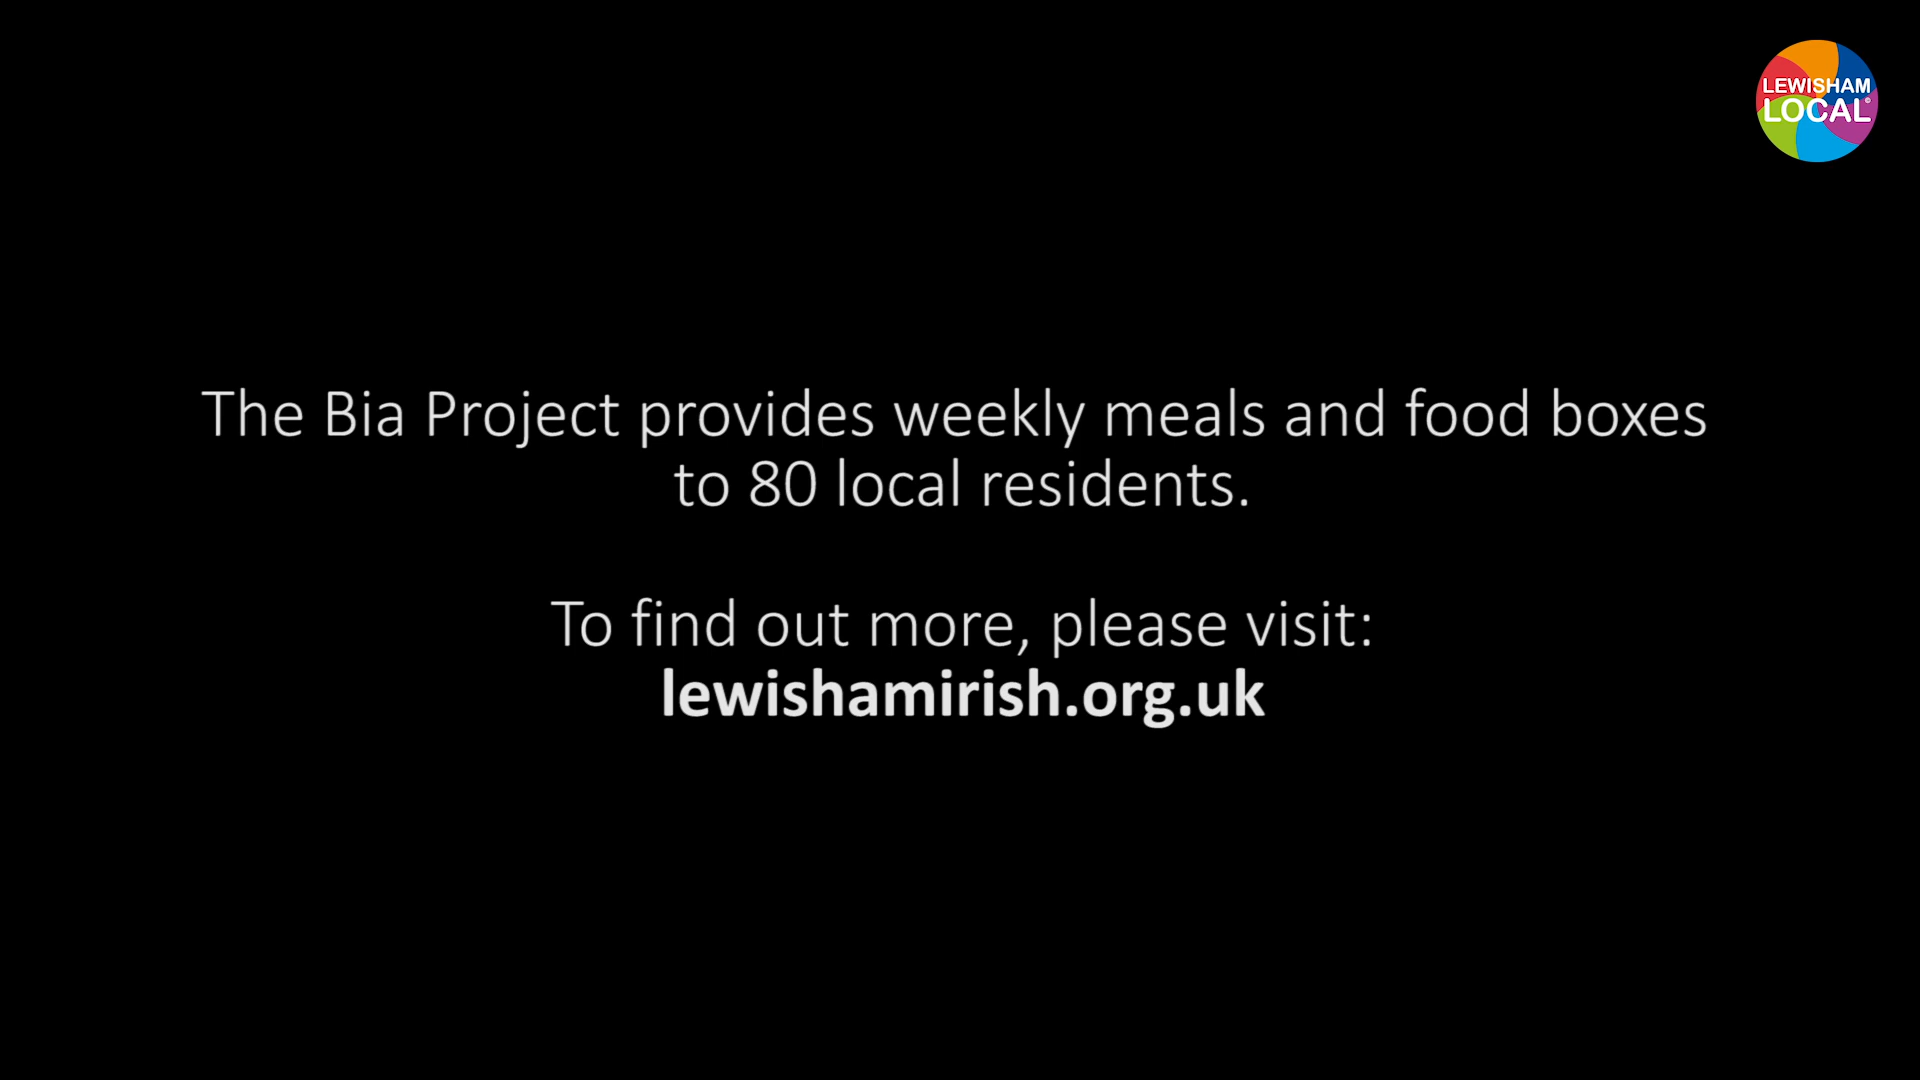 LEWISHAM
LOCAL
The Bia Project provides weekly meals and food boxes
to 80 local residents.
To find out more, please visit:
lewishamirish.org.uk